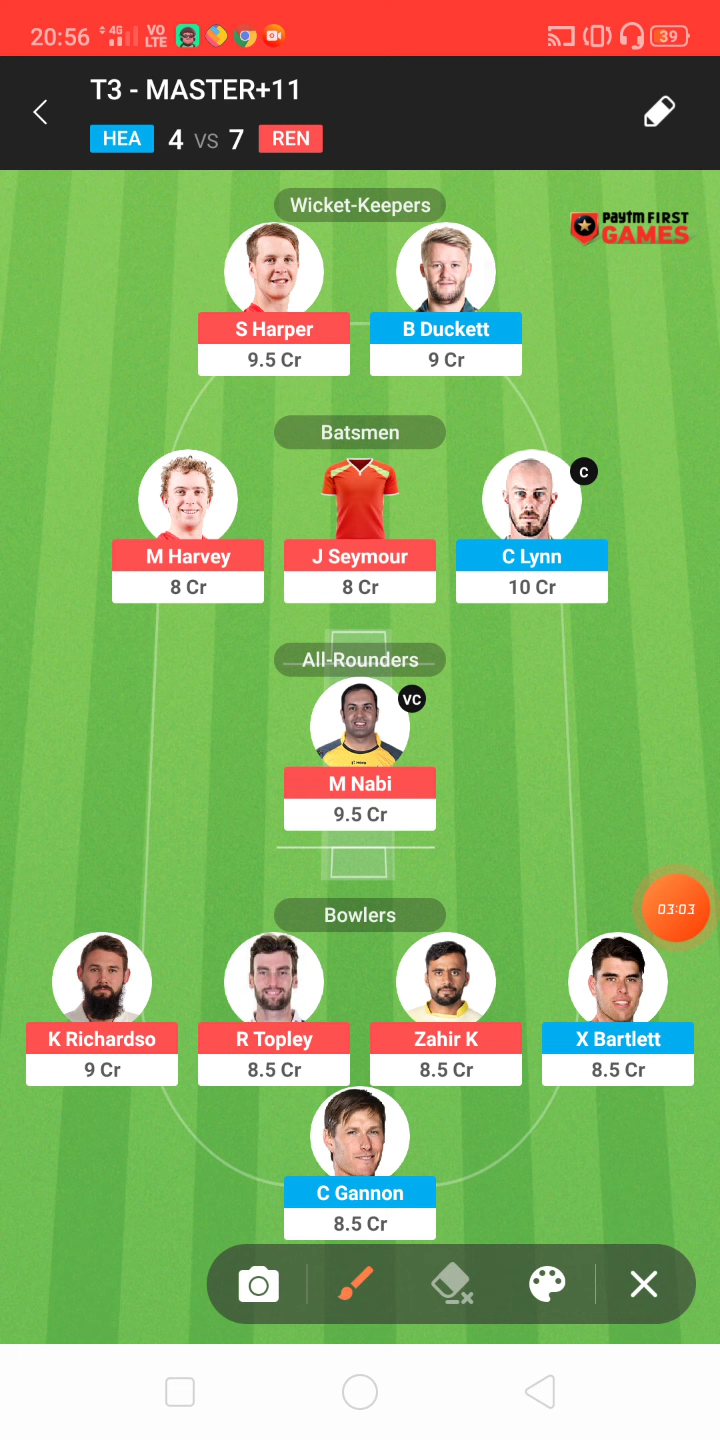 20:56 4G VO LTE 39
T3 - MASTER+11
HEA 4 VS 7 REN
Wicket-Keepers
Paytm FIRST
GAMES
S Harper B Duckett
9.5 Cr 9 Cr
Batsmen
C
M Harvey J Seymour C Lynn
8 Cr 8 Cr 10 Cr
All-Rounders
VC
M Nabi
9.5 Cr
03:03
Bowlers
K Richardso R Topley Zahir K X Bartlett
9 Cr 8.5 Cr 8.5 Cr 8.5 Cr
C Gannon
8.5 Cr